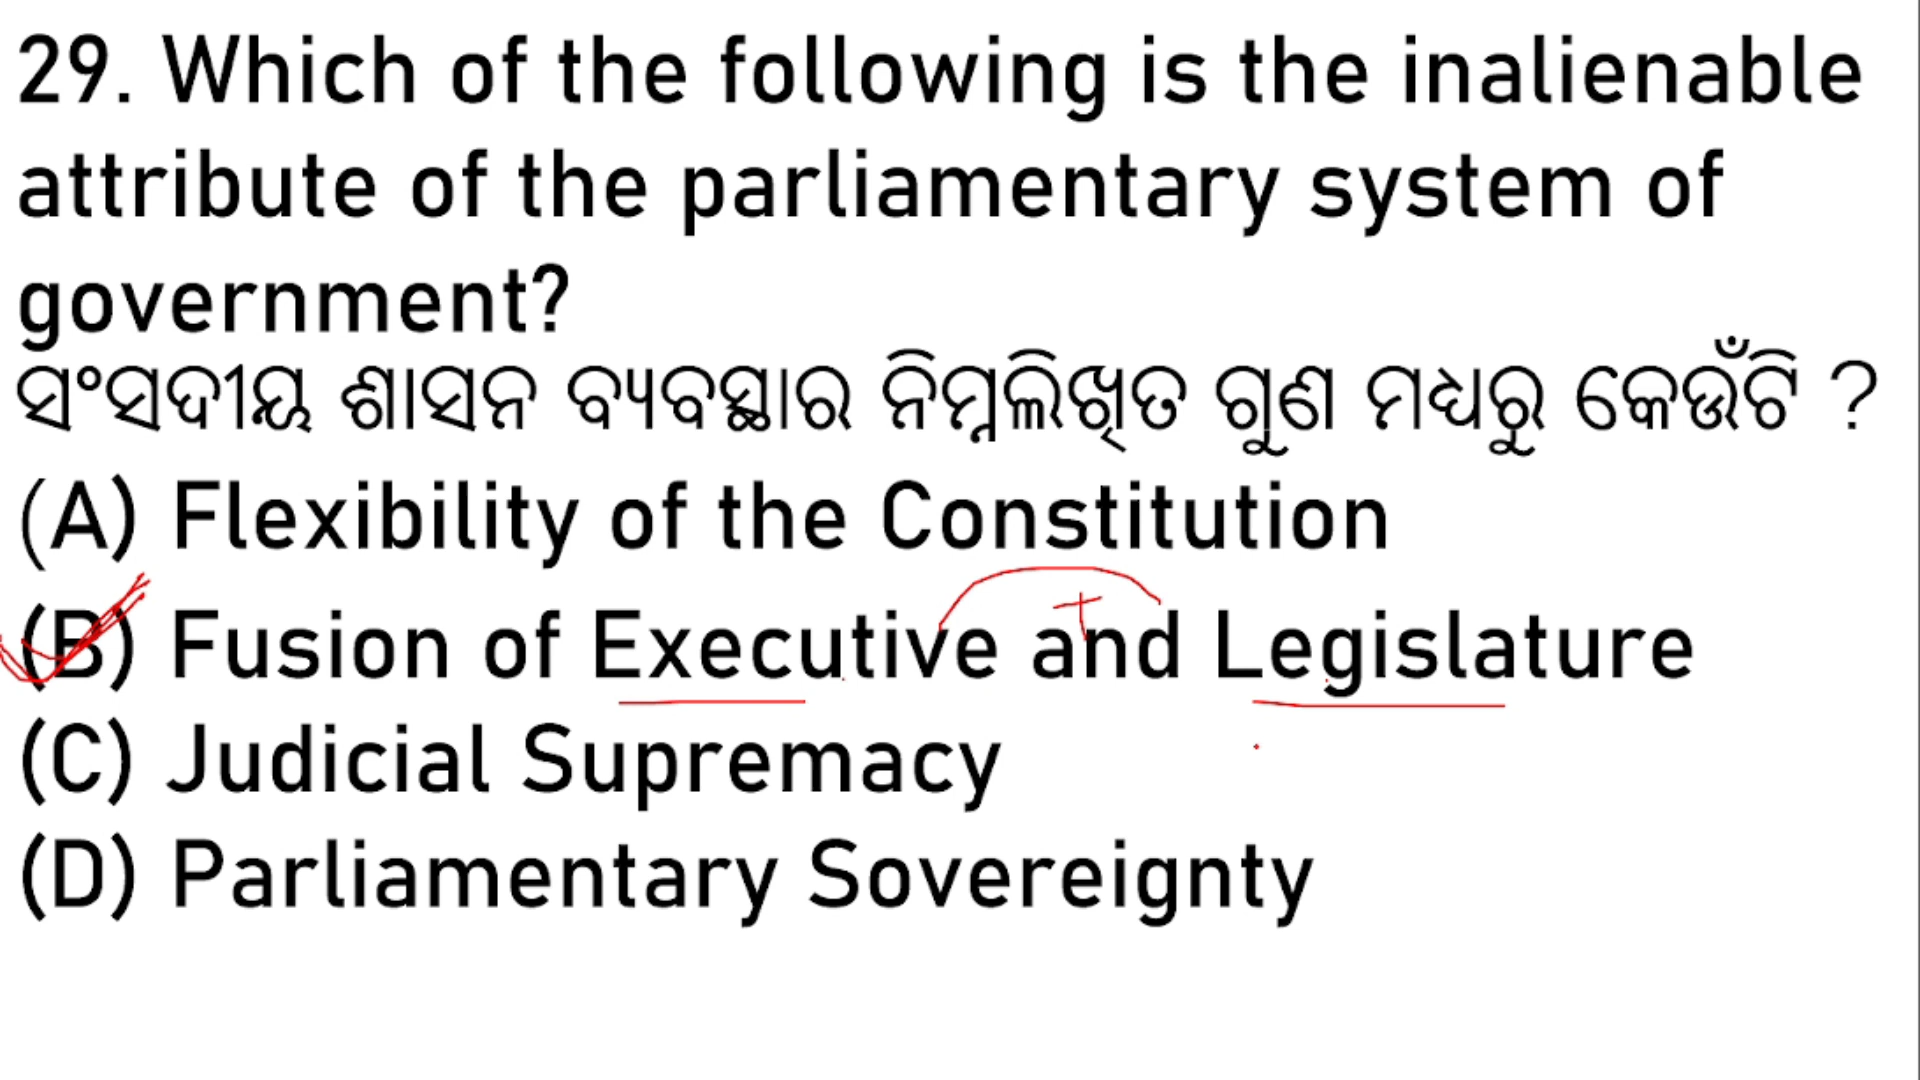 29. Which of the following is the inalienable
attribute of the parliamentary system of
government?
ସଂସଦୀୟ ଶାସନ ବ୍ୟବସ୍ଥାର ନିମ୍ନଲିଖିତ ଗୁଣ ମଧ୍ୟରୁ କେଉଁଟି ?
(A) Flexibility of the Constitution
(B) Fusion of Executive and Legislature
(C) Judicial Supremacy
(D) Parliamentary Sovereignty